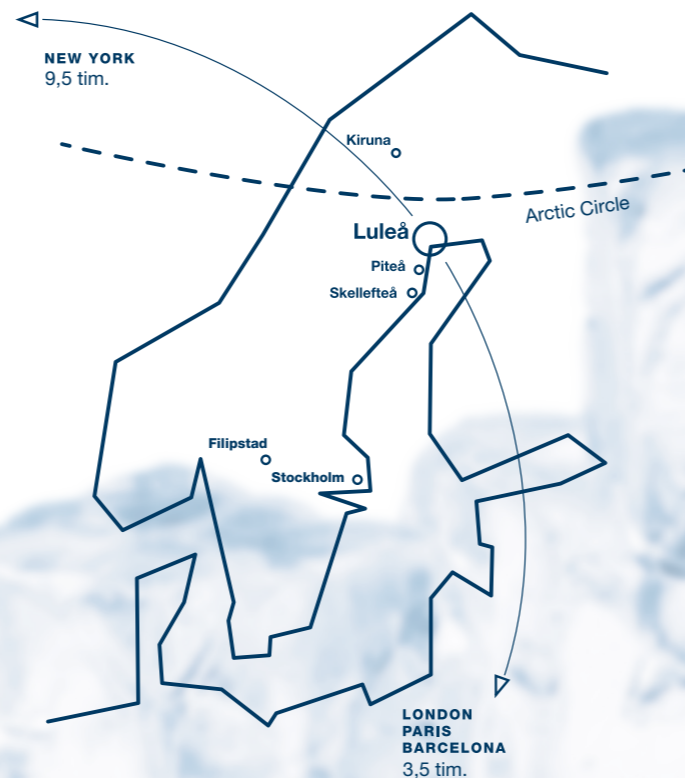 NEW YORK
9,5 tim.
Kiruna
Arctic Circle
Luleå
Piteå
Skellefteå
Filipstad
Stockholm
LONDON
PARIS
BARCELONA
3,5 tim.